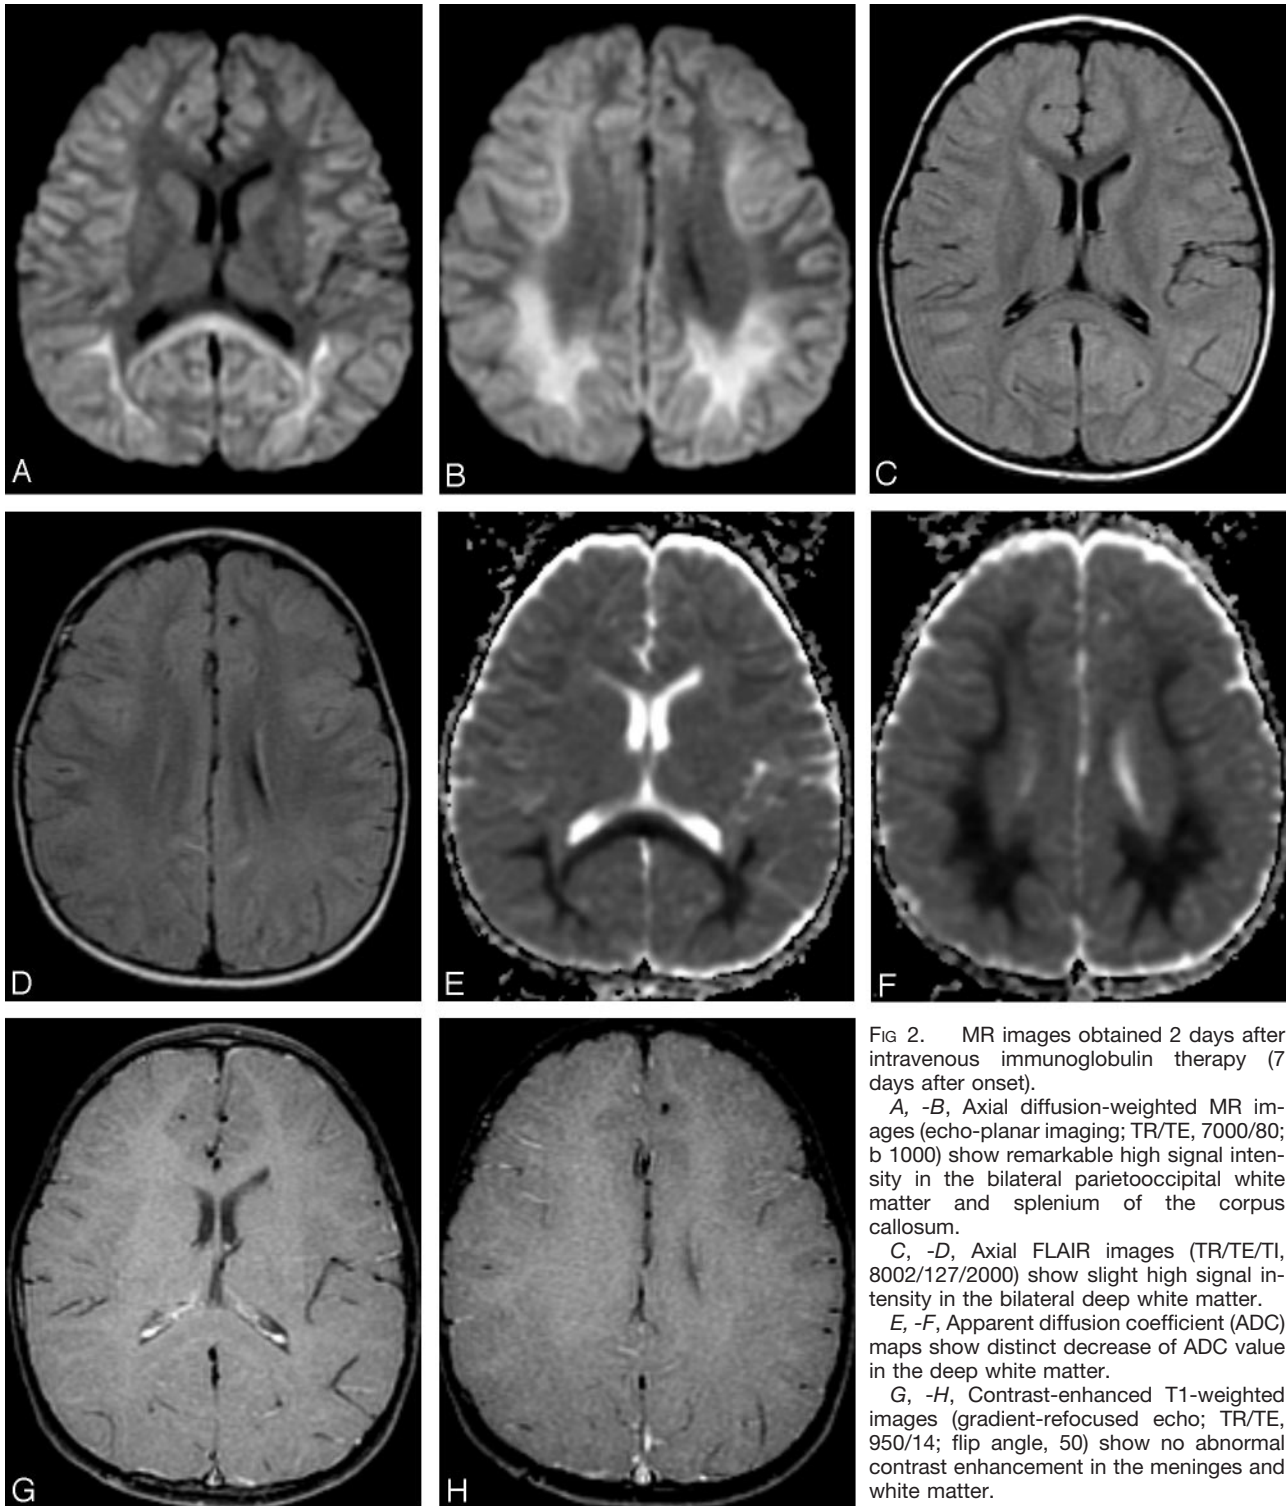 A
B
C
D
E
F
G
H
FIG 2. MR images obtained 2 days after
intravenous immunoglobulin therapy (7
days after onset).
A, -B, Axial diffusion-weighted MR im-
ages (echo-planar imaging; TR/TE, 7000/80;
b 1000) show remarkable high signal inten-
sity in the bilateral parietooccipital white
matter and splenium of the corpus
callosum.
C, -D, Axial FLAIR images (TR/TE/TI,
8002/127/2000) show slight high signal in-
tensity in the bilateral deep white matter.
E, -F, Apparent diffusion coefficient (ADC)
maps show distinct decrease of ADC value
in the deep white matter.
G, -H, Contrast-enhanced T1-weighted
images (gradient-refocused echo; TR/TE,
950/14; flip angle, 50) show no abnormal
contrast enhancement in the meninges and
white matter.